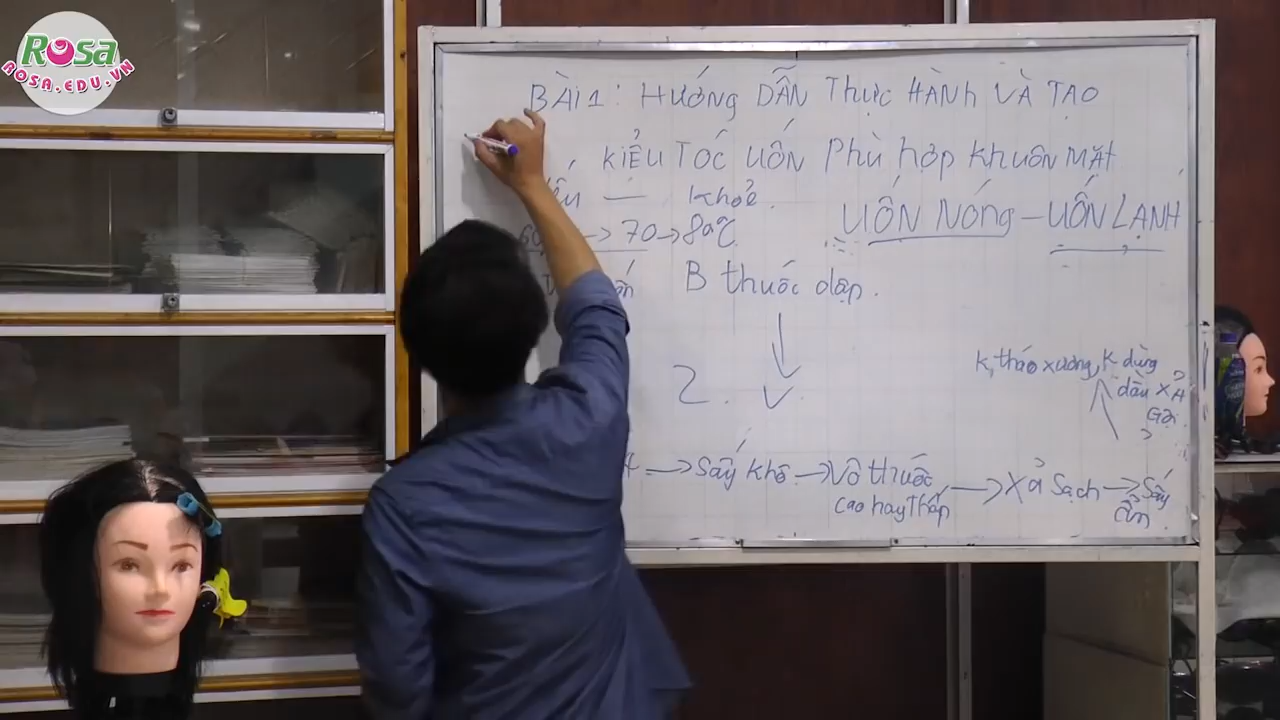 ROSA
ROSA.EDU.VN
BÀI 1: HƯỚNg DẪN Thực HÀNh VÀ TẠO
KIỂU TÓC UỐN Phù hợp KHUÔN MẶT
— Khỏe.
UỐN NÓNg – UỐN LẠNH
60 → 70 → 80°C
B thuốc dập.
K, tháo xương, K dùng
dầu XẢ
Gội.
2. V.
→ Sấy khô → Vô thuốc → Xả Sạch → Sấy
cao hay Thấp
ẩm.